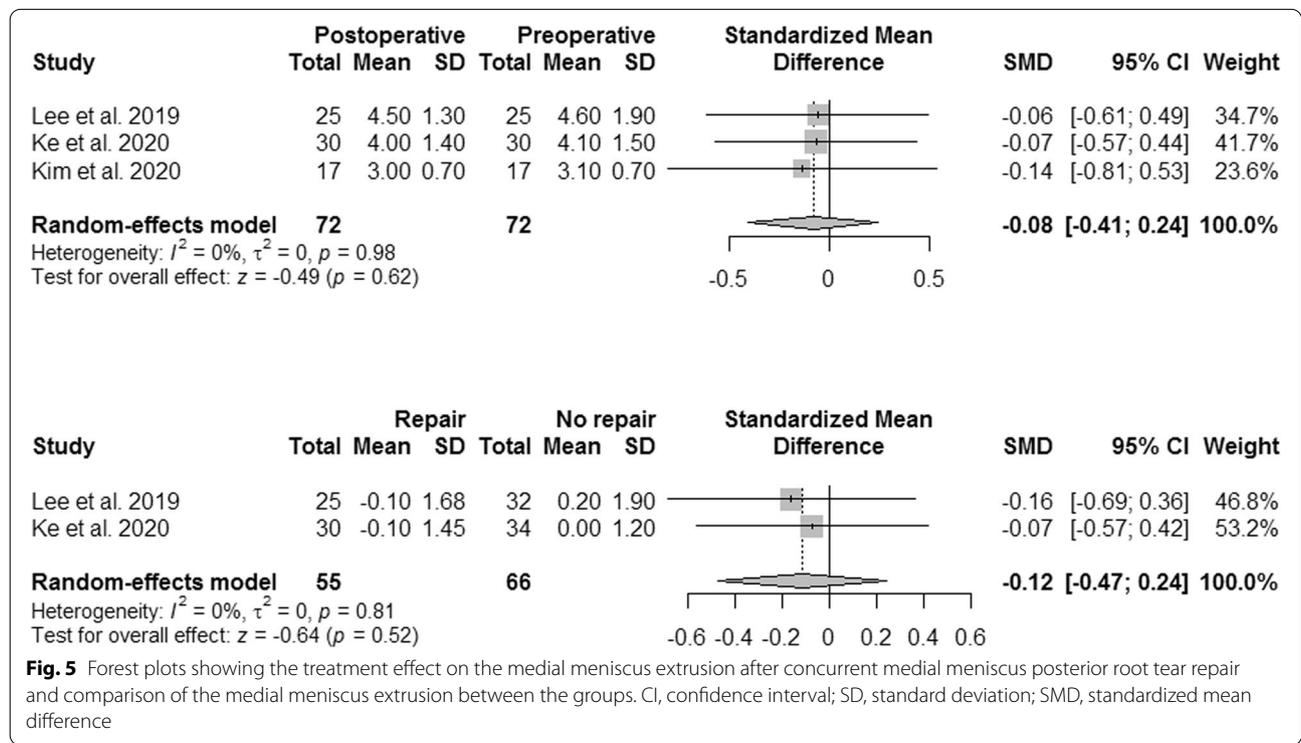 Postoperative Preoperative Standardized Mean
Study Total Mean SD Total Mean SD Difference SMD 95% CI Weight
Lee et al. 2019 25 4.50 1.30 25 4.60 1.90 -0.06 [-0.61; 0.49] 34.7%
Ke et al. 2020 30 4.00 1.40 30 4.10 1.50 -0.07 [-0.57; 0.44] 41.7%
Kim et al. 2020 17 3.00 0.70 17 3.10 0.70 -0.14 [-0.81; 0.53] 23.6%
Random-effects model 72 72 -0.08 [-0.41; 0.24] 100.0%
Heterogeneity: I² = 0%, τ² = 0, p = 0.98
Test for overall effect: z = -0.49 (p = 0.62)
-0.5 0 0.5
Repair No repair Standardized Mean
Study Total Mean SD Total Mean SD Difference SMD 95% CI Weight
Lee et al. 2019 25 -0.10 1.68 32 0.20 1.90 -0.16 [-0.69; 0.36] 46.8%
Ke et al. 2020 30 -0.10 1.45 34 0.00 1.20 -0.07 [-0.57; 0.42] 53.2%
Random-effects model 55 66 -0.12 [-0.47; 0.24] 100.0%
Heterogeneity: I² = 0%, τ² = 0, p = 0.81
Test for overall effect: z = -0.64 (p = 0.52)
-0.6 -0.4 -0.2 0 0.2 0.4 0.6
Fig. 5 Forest plots showing the treatment effect on the medial meniscus extrusion after concurrent medial meniscus posterior root tear repair
and comparison of the medial meniscus extrusion between the groups. CI, confidence interval; SD, standard deviation; SMD, standardized mean
difference